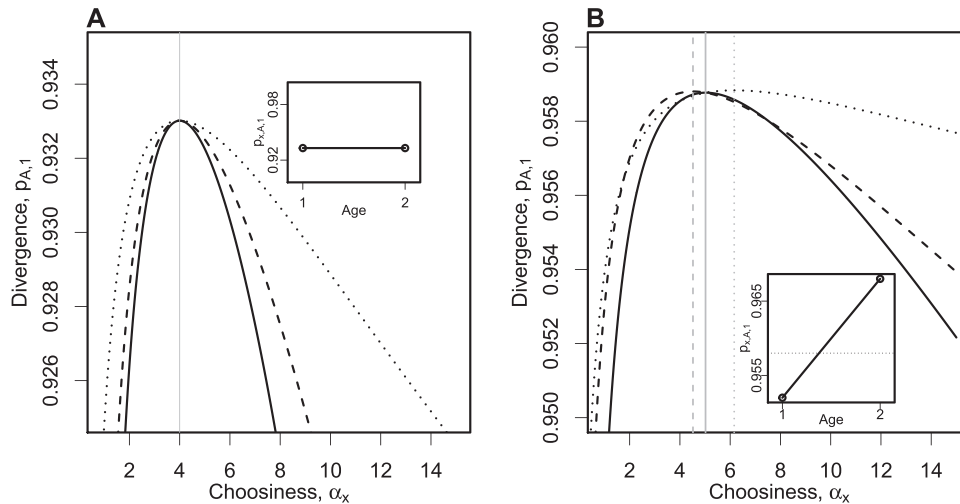 A
Divergence, pA,1
0.934
0.932
0.930
0.928
0.926
2 4 6 8 10 12 14
Choosiness, αx
px,A,1
0.98
0.92
1 2
Age
B
Divergence, pA,1
0.960
0.958
0.956
0.954
0.952
0.950
2 4 6 8 10 12 14
Choosiness, αx
px,A,1
0.965
0.955
1 2
Age